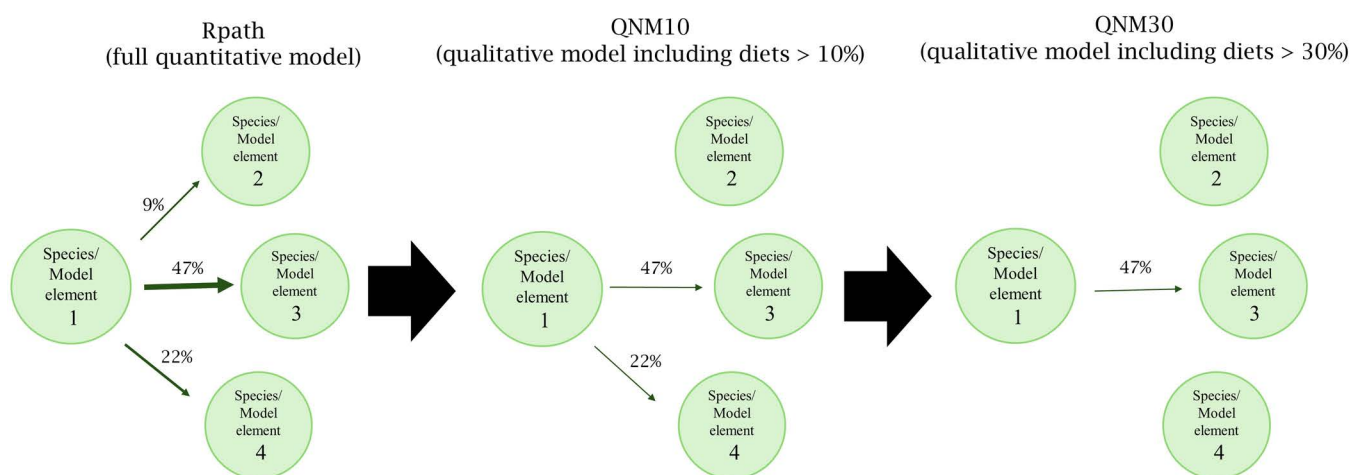 Rpath
(full quantitative model)
Species/
Model
element
2
9%
Species/
Model
element
1
47%
Species/
Model
element
3
22%
Species/
Model
element
4
QNM10
(qualitative model including diets > 10%)
Species/
Model
element
2
Species/
Model
element
1
47%
Species/
Model
element
3
22%
Species/
Model
element
4
QNM30
(qualitative model including diets > 30%)
Species/
Model
element
2
Species/
Model
element
1
47%
Species/
Model
element
3
Species/
Model
element
4